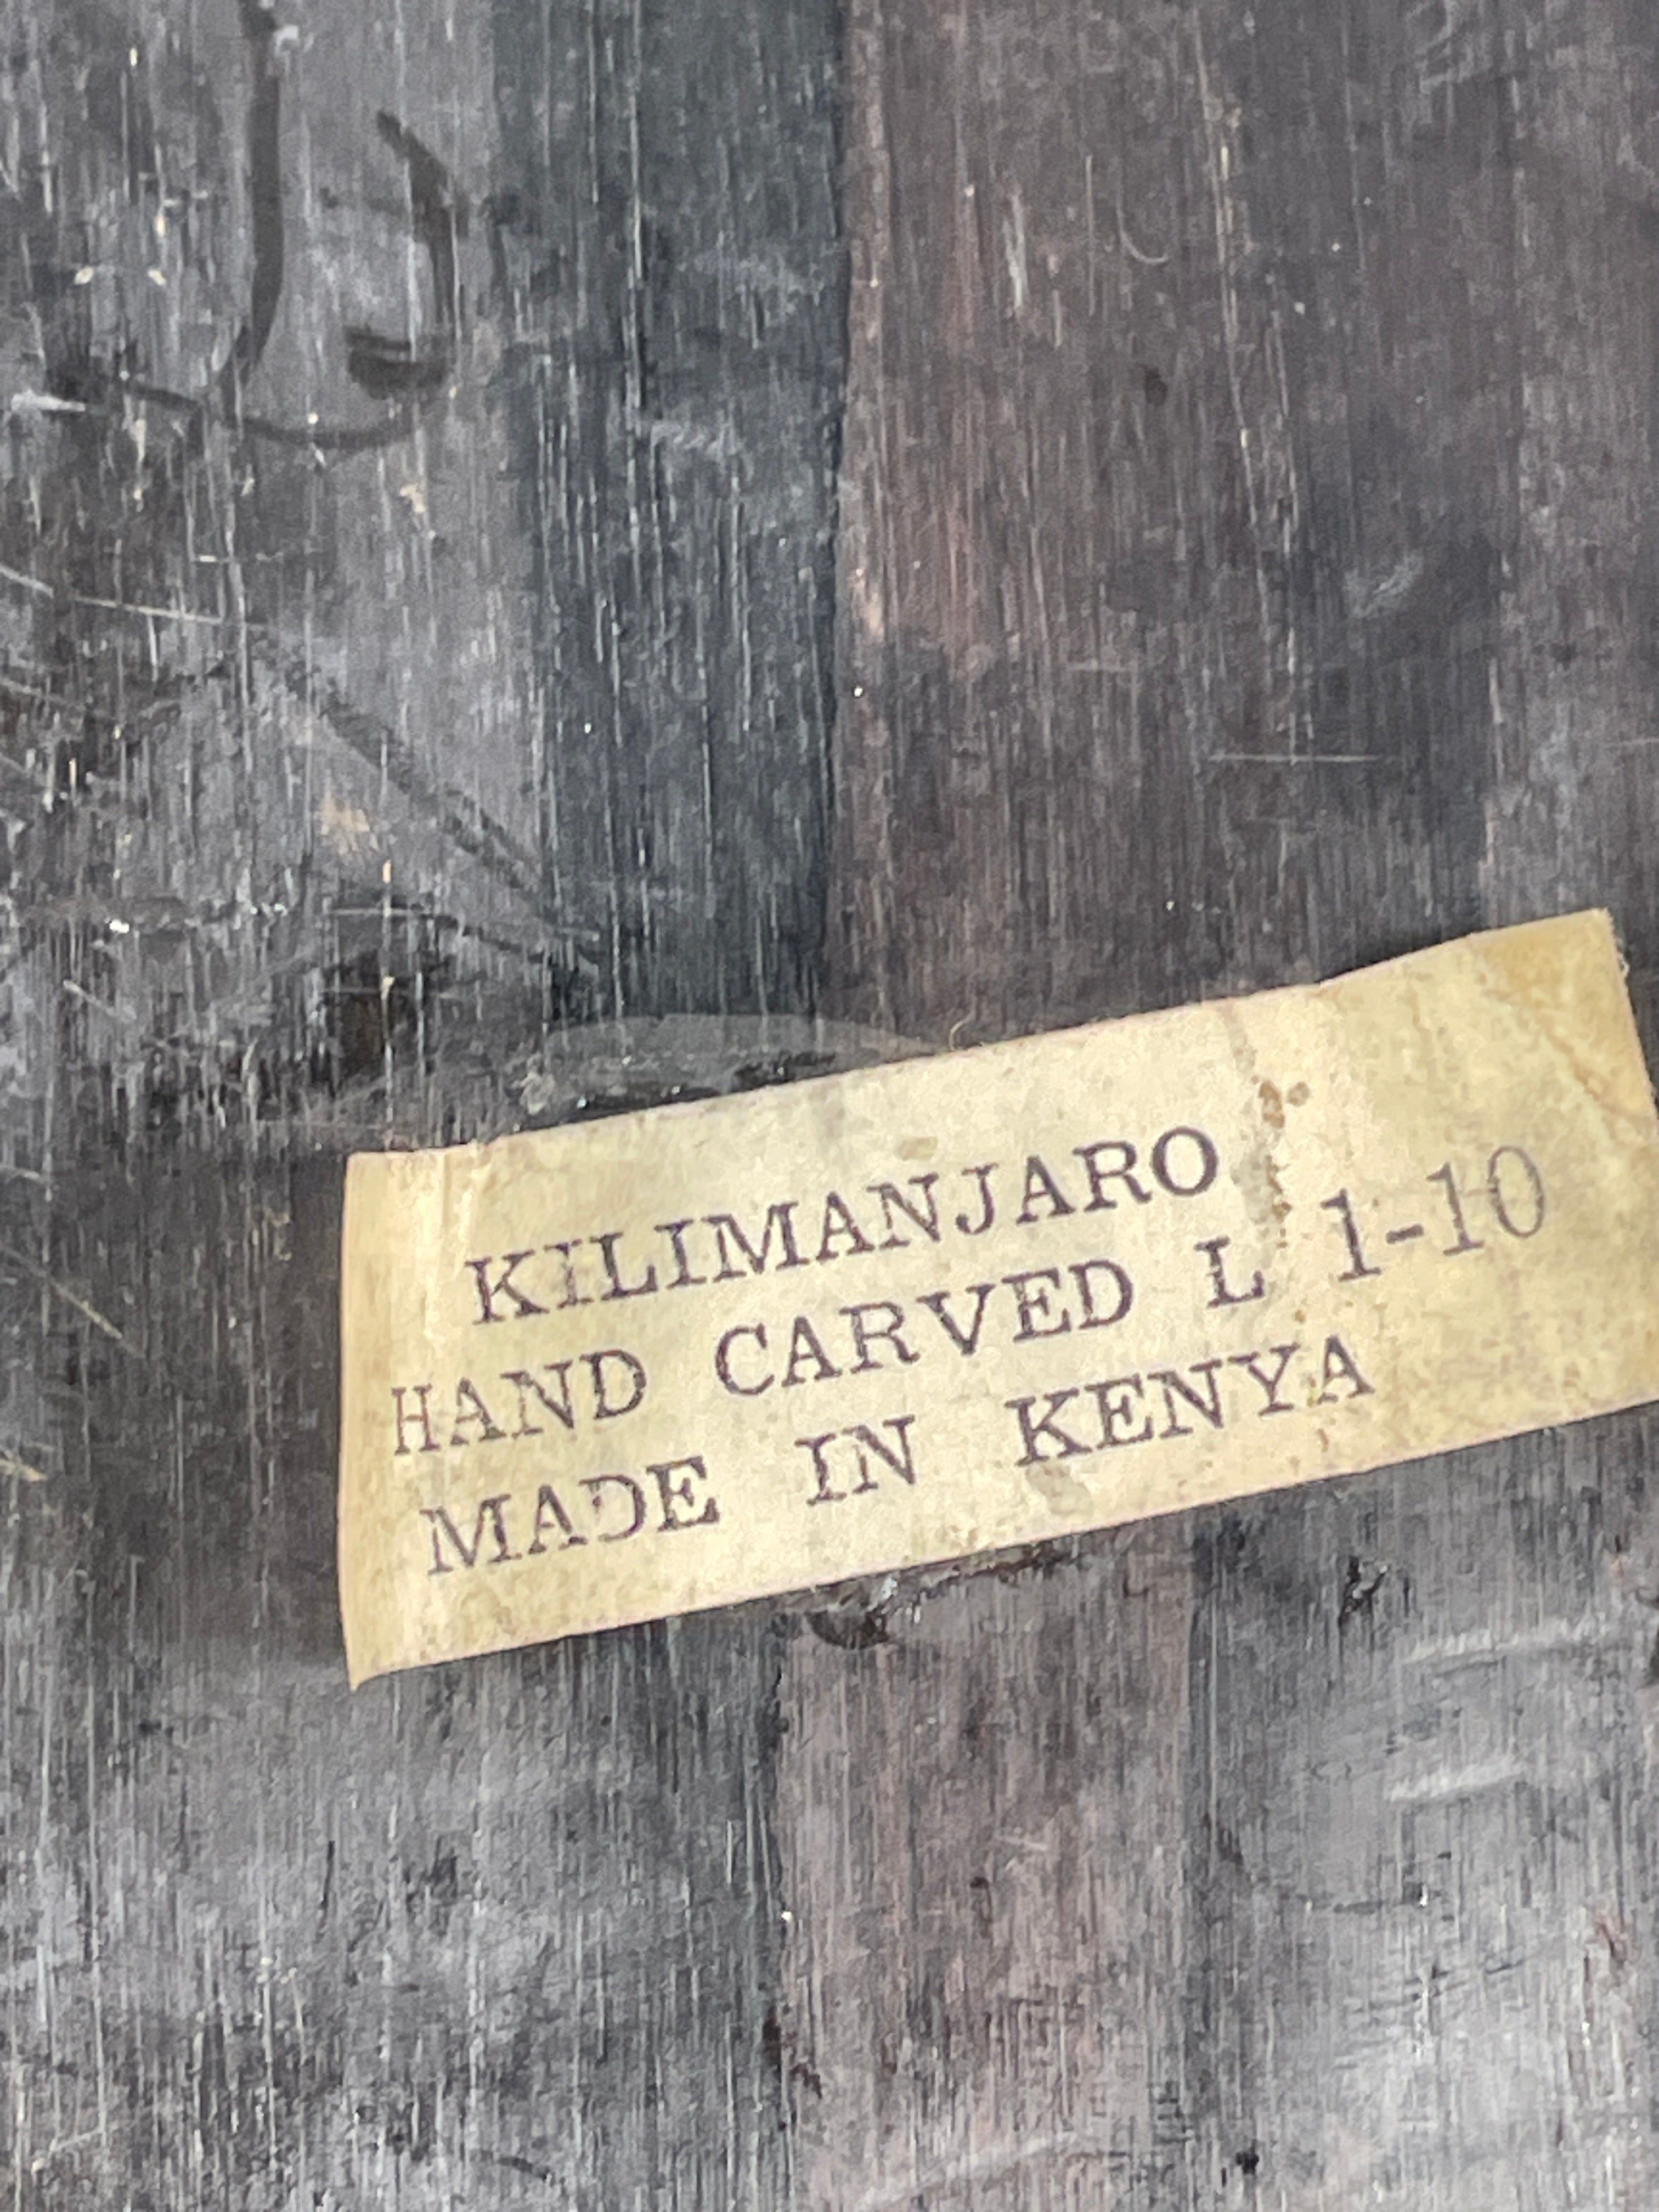 KILIMANJARO
HAND CARVED L 1-10
MADE IN KENYA